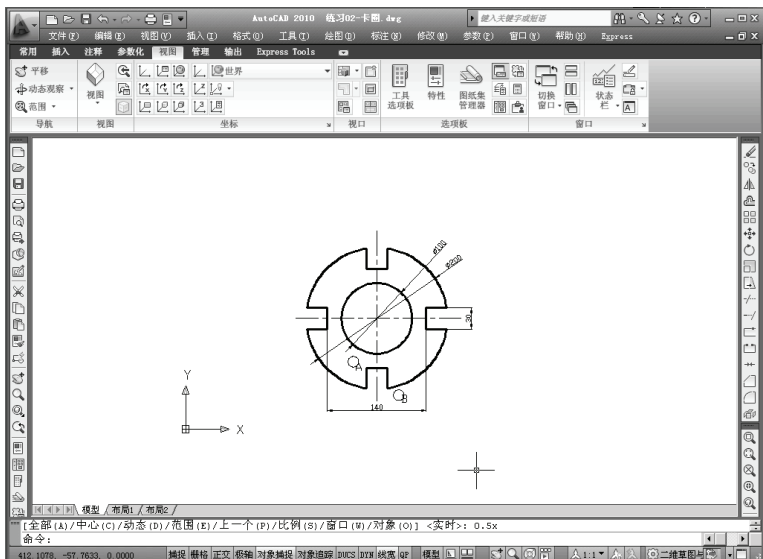 AutoCAD 2010 练习02-卡圈.dwg
键入关键字或短语
文件(F) 编辑(E) 视图(V) 插入(I) 格式(O) 工具(T) 绘图(D) 标注(N) 修改(M) 参数(P) 窗口(W) 帮助(H) Express
常用 插入 注释 参数化 视图 管理 输出 Express Tools
平移
动态观察
范围
视图
世界
工具
选项板
特性
图纸集
管理器
切换
窗口
状态
栏
导航 视图 坐标 视口 选项板 窗口
ø100
ø200
30
A
B
140
Y
X
模型 布局1 布局2
[全部(A)/中心(C)/动态(D)/范围(E)/上一个(P)/比例(S)/窗口(W)/对象(O)] <实时>: 0.5x
命令:
412.1078, -57.7633, 0.0000 捕捉 栅格 正交 极轴 对象捕捉 对象追踪 DUCS DYN 线宽 QP 模型 1:1 二维草图与